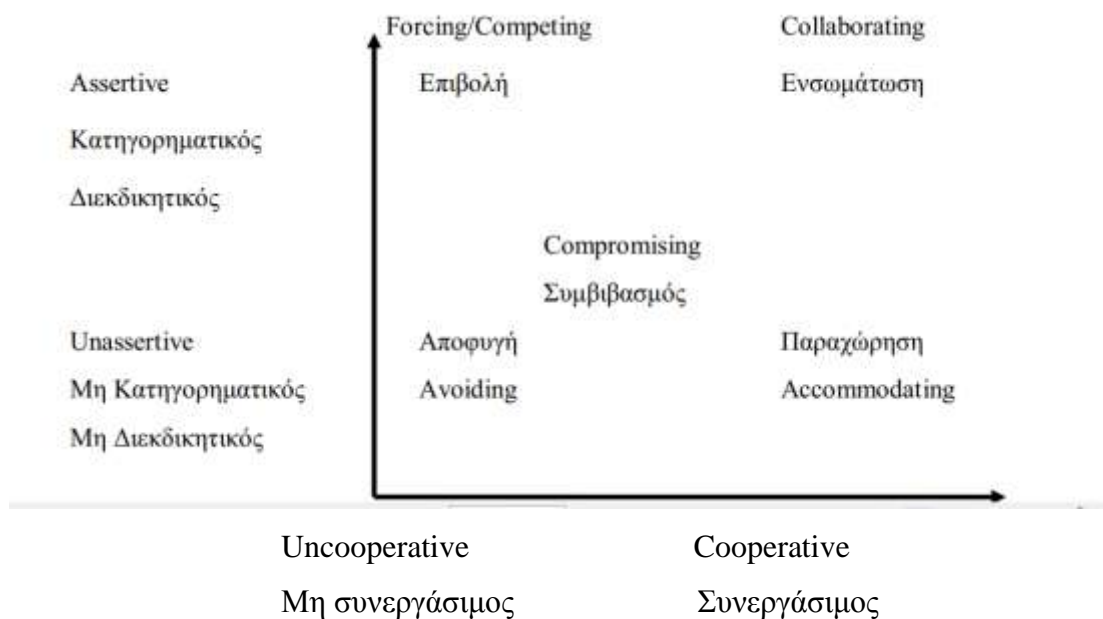 Forcing/Competing Collaborating
Assertive Επιβολή Ενσωμάτωση
Κατηγορηματικός
Διεκδικητικός
Compromising
Συμβιβασμός
Unassertive Αποφυγή Παραχώρηση
Μη Κατηγορηματικός Avoiding Accommodating
Μη Διεκδικητικός
Uncooperative Cooperative
Μη συνεργάσιμος Συνεργάσιμος